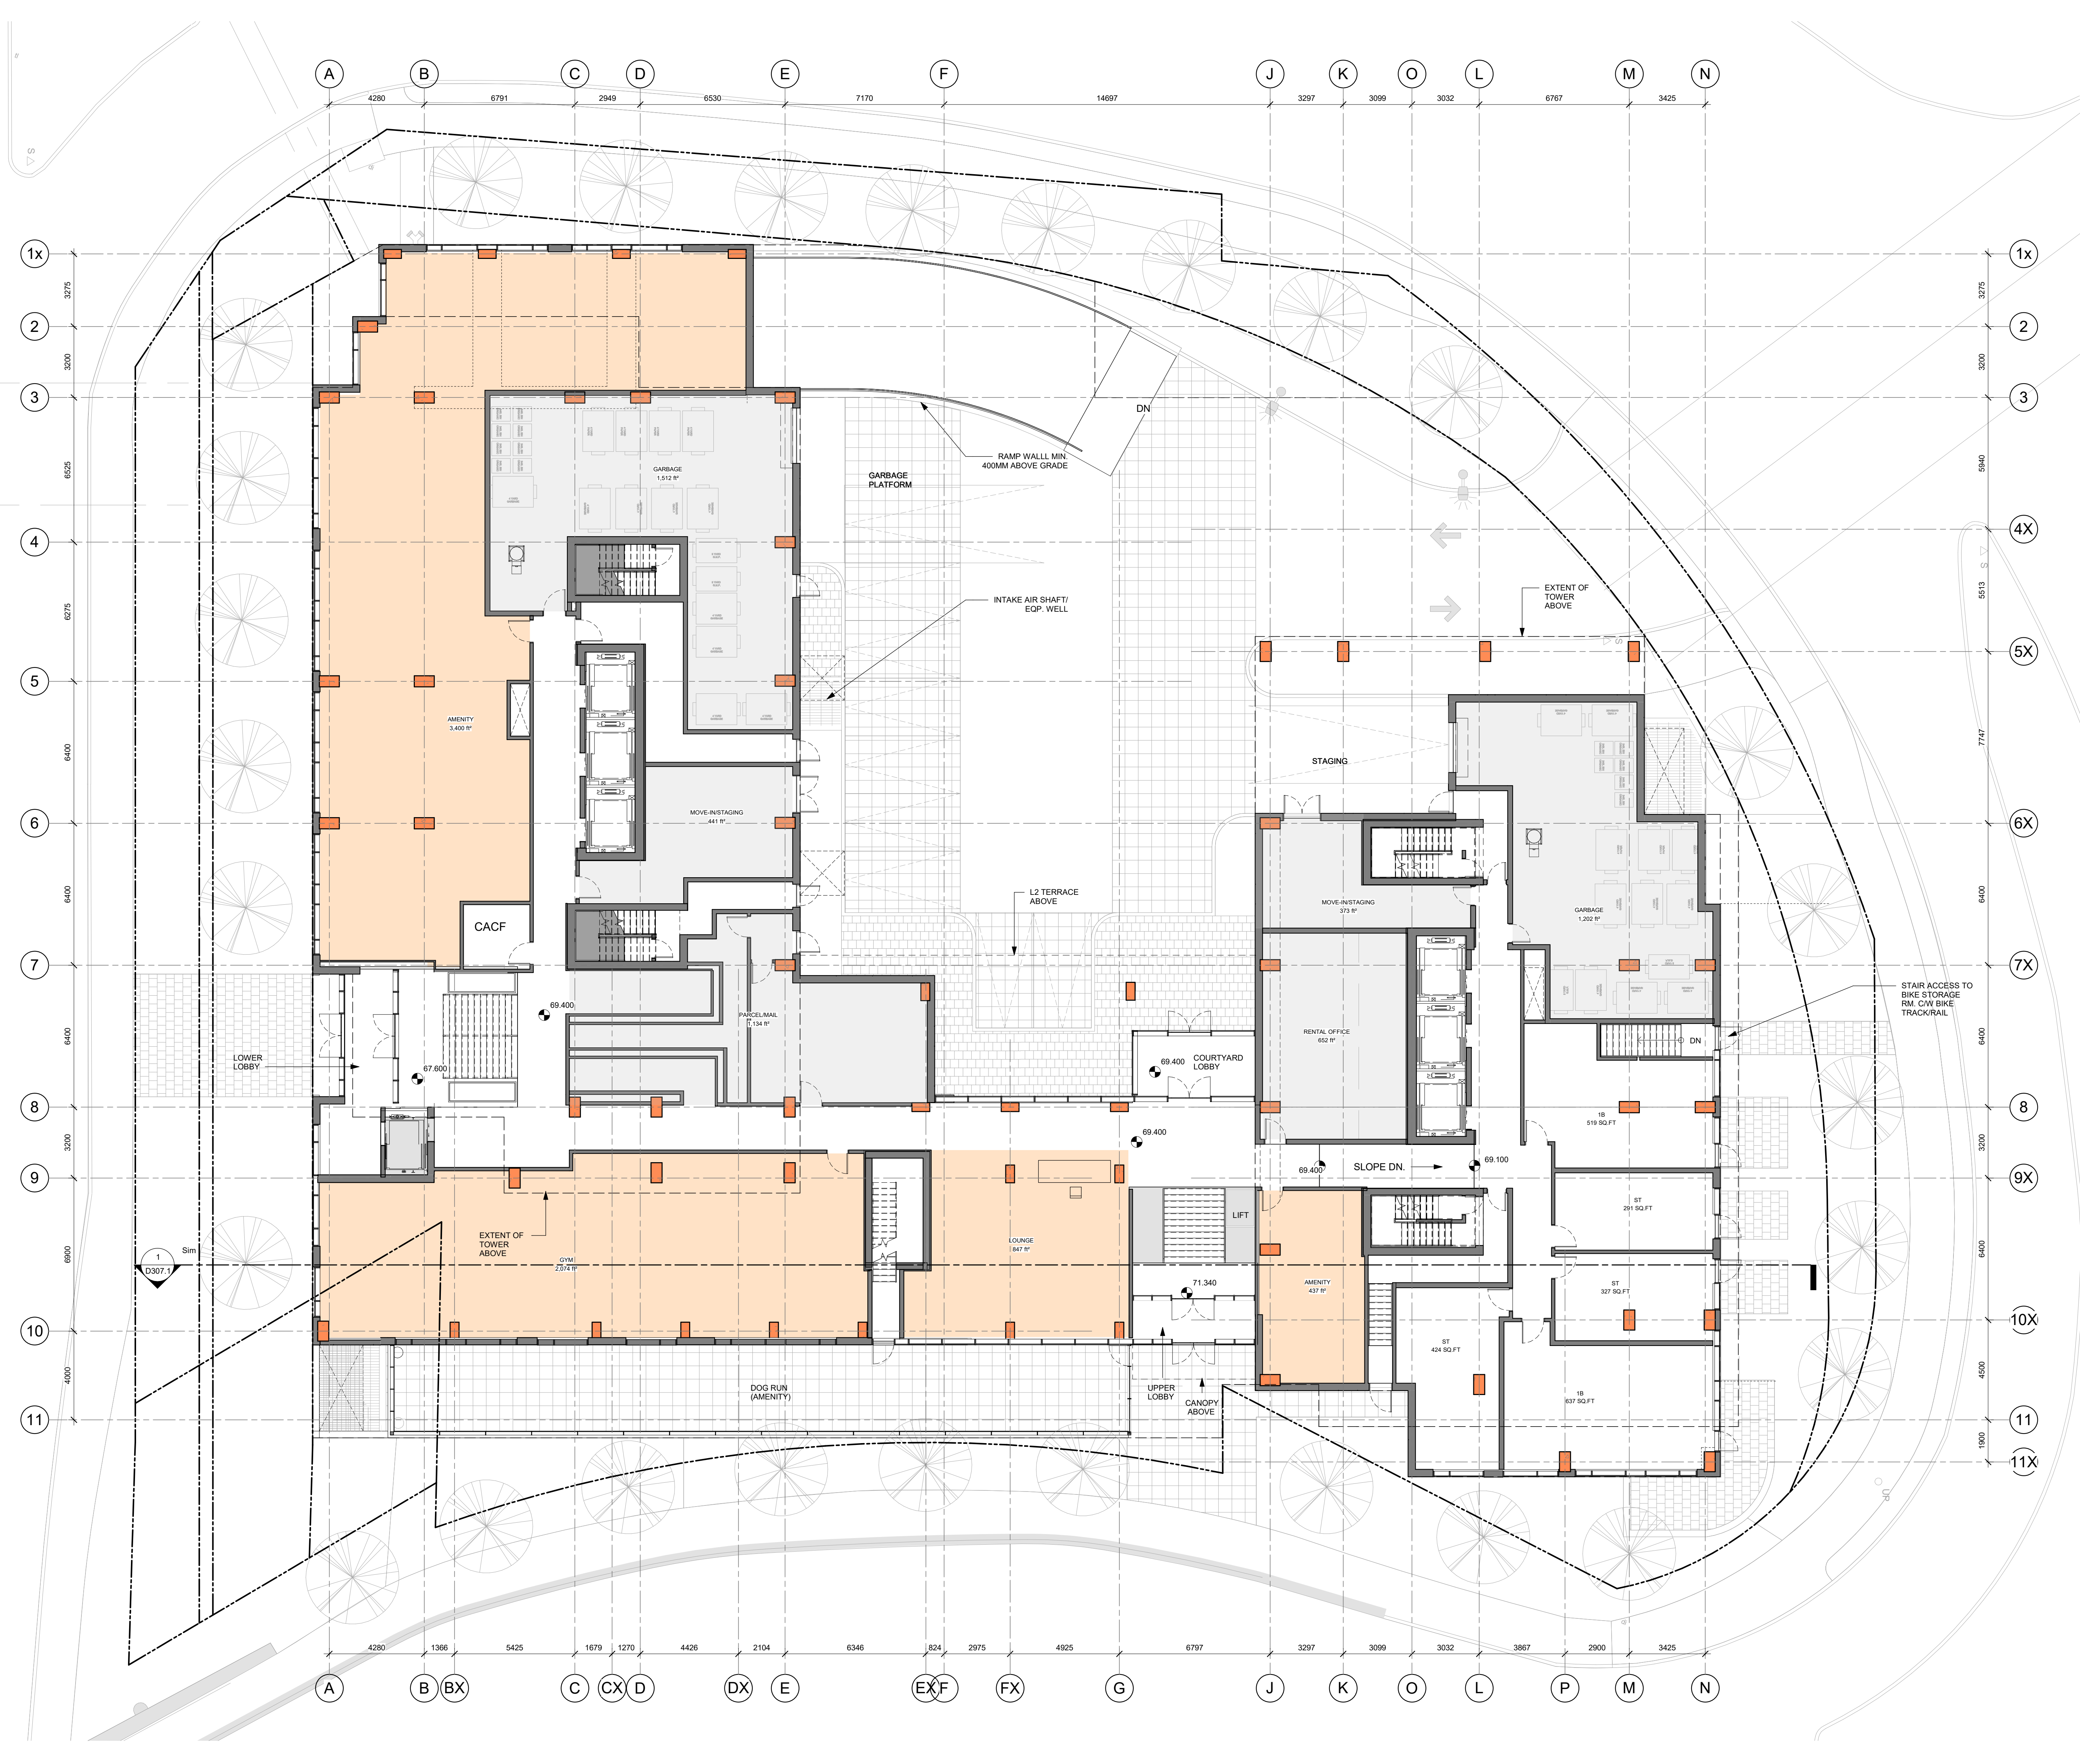 A B C D E F J K O L M N
4280 6791 2949 6530 7170 14697 3297 3099 3032 6767 3425
1x 1x
3275 3275
2 2
3200 3200
3 3
DN
RAMP WALLL MIN.
400MM ABOVE GRADE
GARBAGE
1,512 ft²
GARBAGE
PLATFORM
6525 5940
4 4X
INTAKE AIR SHAFT/
EQP. WELL
EXTENT OF
TOWER
ABOVE
6275 5513
5 5X
AMENITY
3,400 ft²
6400 7747
STAGING
MOVE-IN/STAGING
441 ft²
6 6X
6400 6400
L2 TERRACE
ABOVE
MOVE-IN/STAGING
373 ft²
GARBAGE
1,202 ft²
CACF
7 7X
STAIR ACCESS TO
BIKE STORAGE
RM. C/W BIKE
TRACK/RAIL
69.400
PARCEL/MAIL
1,134 ft²
RENTAL OFFICE
652 ft²
6400 6400
DN
LOWER
LOBBY
67.600
69.400
COURTYARD
LOBBY
8 8
1B
519 SQ.FT
69.400
3200 3200
69.400
SLOPE DN.
69.100
9 9X
ST
291 SQ.FT
LIFT
EXTENT OF
TOWER
ABOVE
LOUNGE
847 ft²
6900 6400
1
D307.1
Sim
GYM
2,074 ft²
71.340
AMENITY
437 ft²
ST
327 SQ.FT
10 10X
ST
424 SQ.FT
4000 4500
DOG RUN
(AMENITY)
UPPER
LOBBY
CANOPY
ABOVE
1B
637 SQ.FT
11 11
1900
11X
UP
4280 1366 5425 1679 1270 4426 2104 6346 824 2975 4925 6797 3297 3099 3032 3867 2900 3425
A B BX C CX D DX E EX F FX G J K O L P M N